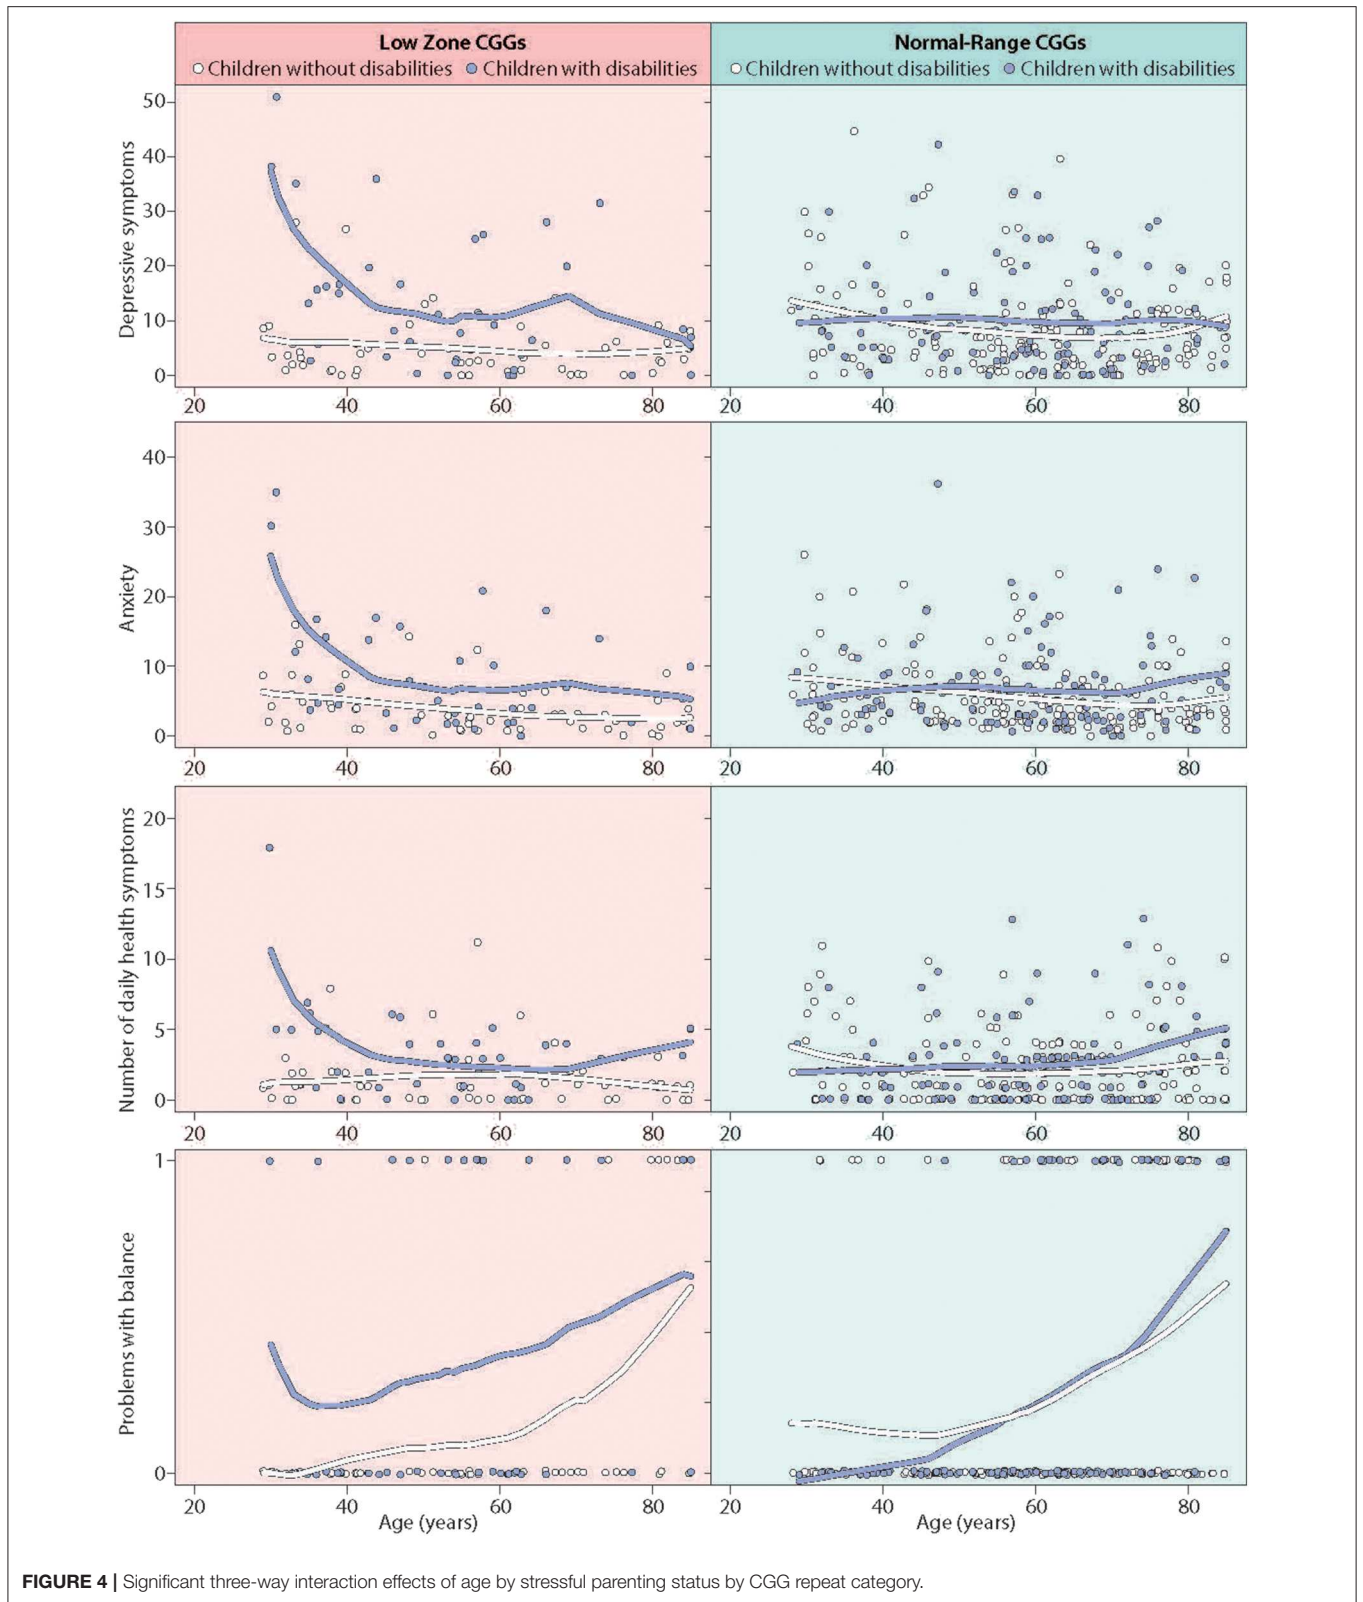 Low Zone CGGs
Children without disabilities Children with disabilities
Normal-Range CGGs
Children without disabilities Children with disabilities
Depressive symptoms
50
40
30
20
10
0
20 40 60 80
20 40 60 80
Anxiety
40
30
20
10
0
20 40 60 80
20 40 60 80
Number of daily health symptoms
20
15
10
5
0
20 40 60 80
20 40 60 80
Problems with balance
1
0
20 40 60 80
20 40 60 80
Age (years)
Age (years)
FIGURE 4 | Significant three-way interaction effects of age by stressful parenting status by CGG repeat category.